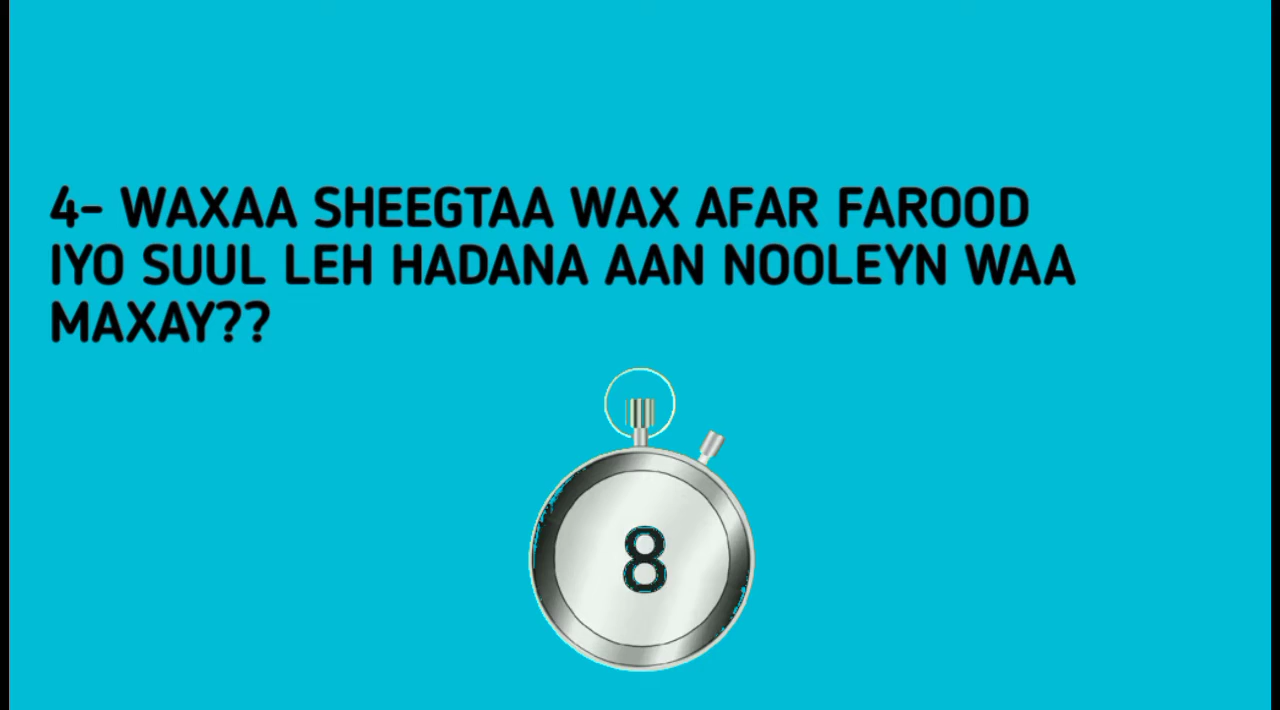 4- WAXAA SHEEGTAA WAX AFAR FAROOD
IYO SUUL LEH HADANA AAN NOOLEYN WAA
MAXAY??
8